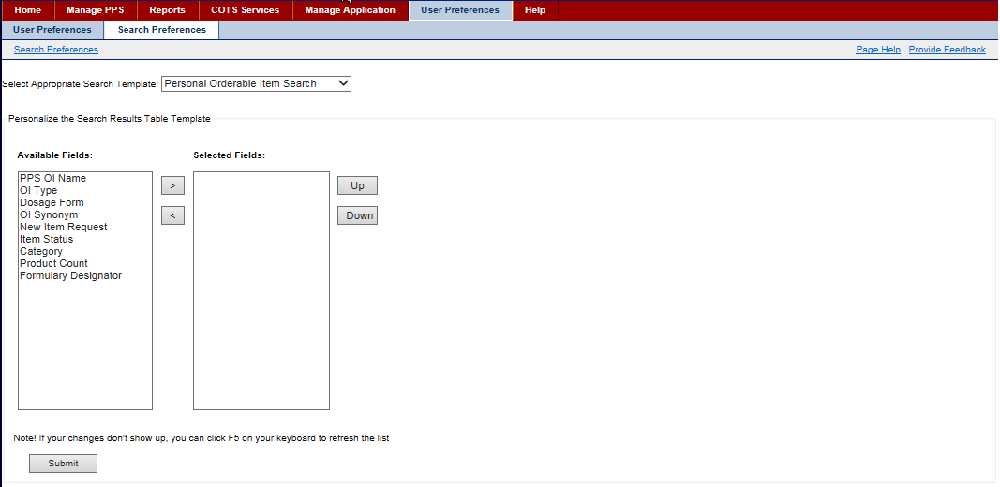 Home Manage PPS Reports COTS Services Manage Application User Preferences Help
User Preferences Search Preferences
Search Preferences Page Help Provide Feedback
Select Appropriate Search Template: Personal Orderable Item Search
Personalize the Search Results Table Template
Available Fields: Selected Fields:
PPS OI Name
OI Type
Dosage Form
OI Synonym
New Item Request
Item Status
Category
Product Count
Formulary Designator
>
<
Up
Down
Note! If your changes don't show up, you can click F5 on your keyboard to refresh the list
Submit